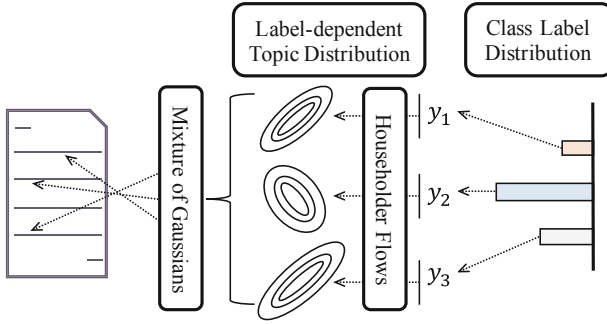 Label-dependent
Topic Distribution
Class Label
Distribution
Mixture of Gaussians
Householder Flows
y1
y2
y3